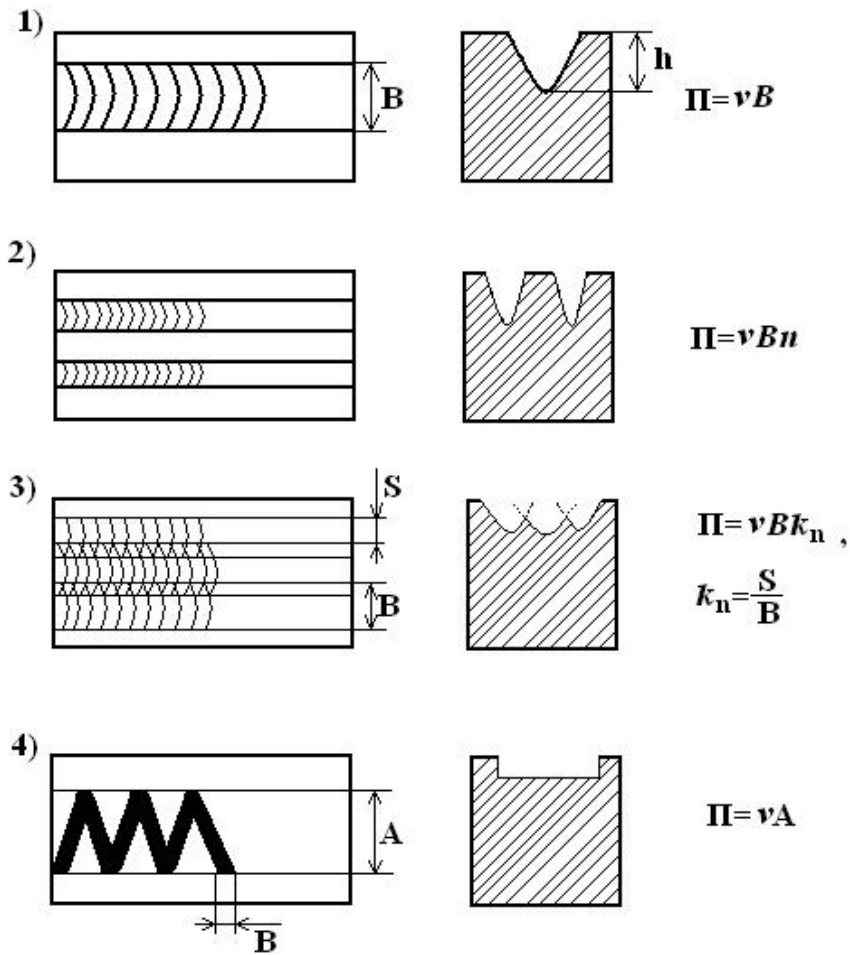 1)
B
h
П= vB
2)
П=vBn
3)
S
B
П= vBkn ,
kn= S/B
4)
A
B
П= vA